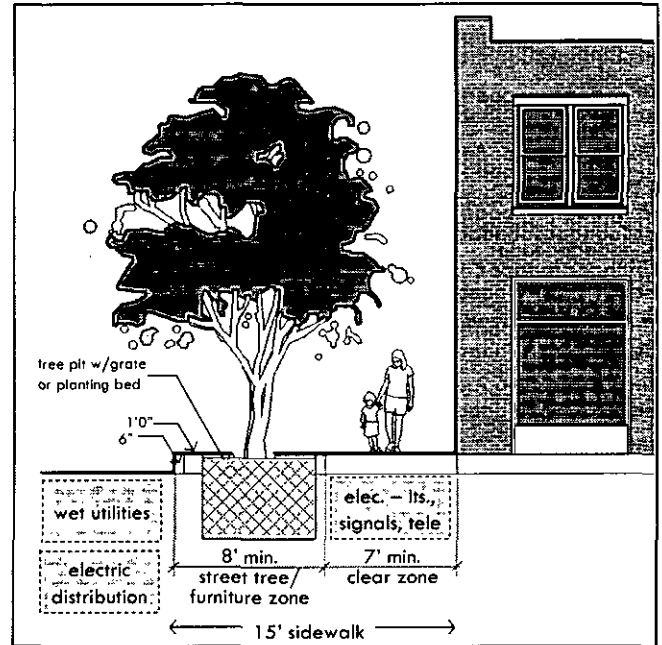 tree pit w/grate
or planting bed
1'0"
6"
wet utilities
electric
distribution
elec. – lts.,
signals, tele
8' min.
street tree/
furniture zone
7' min.
clear zone
15' sidewalk